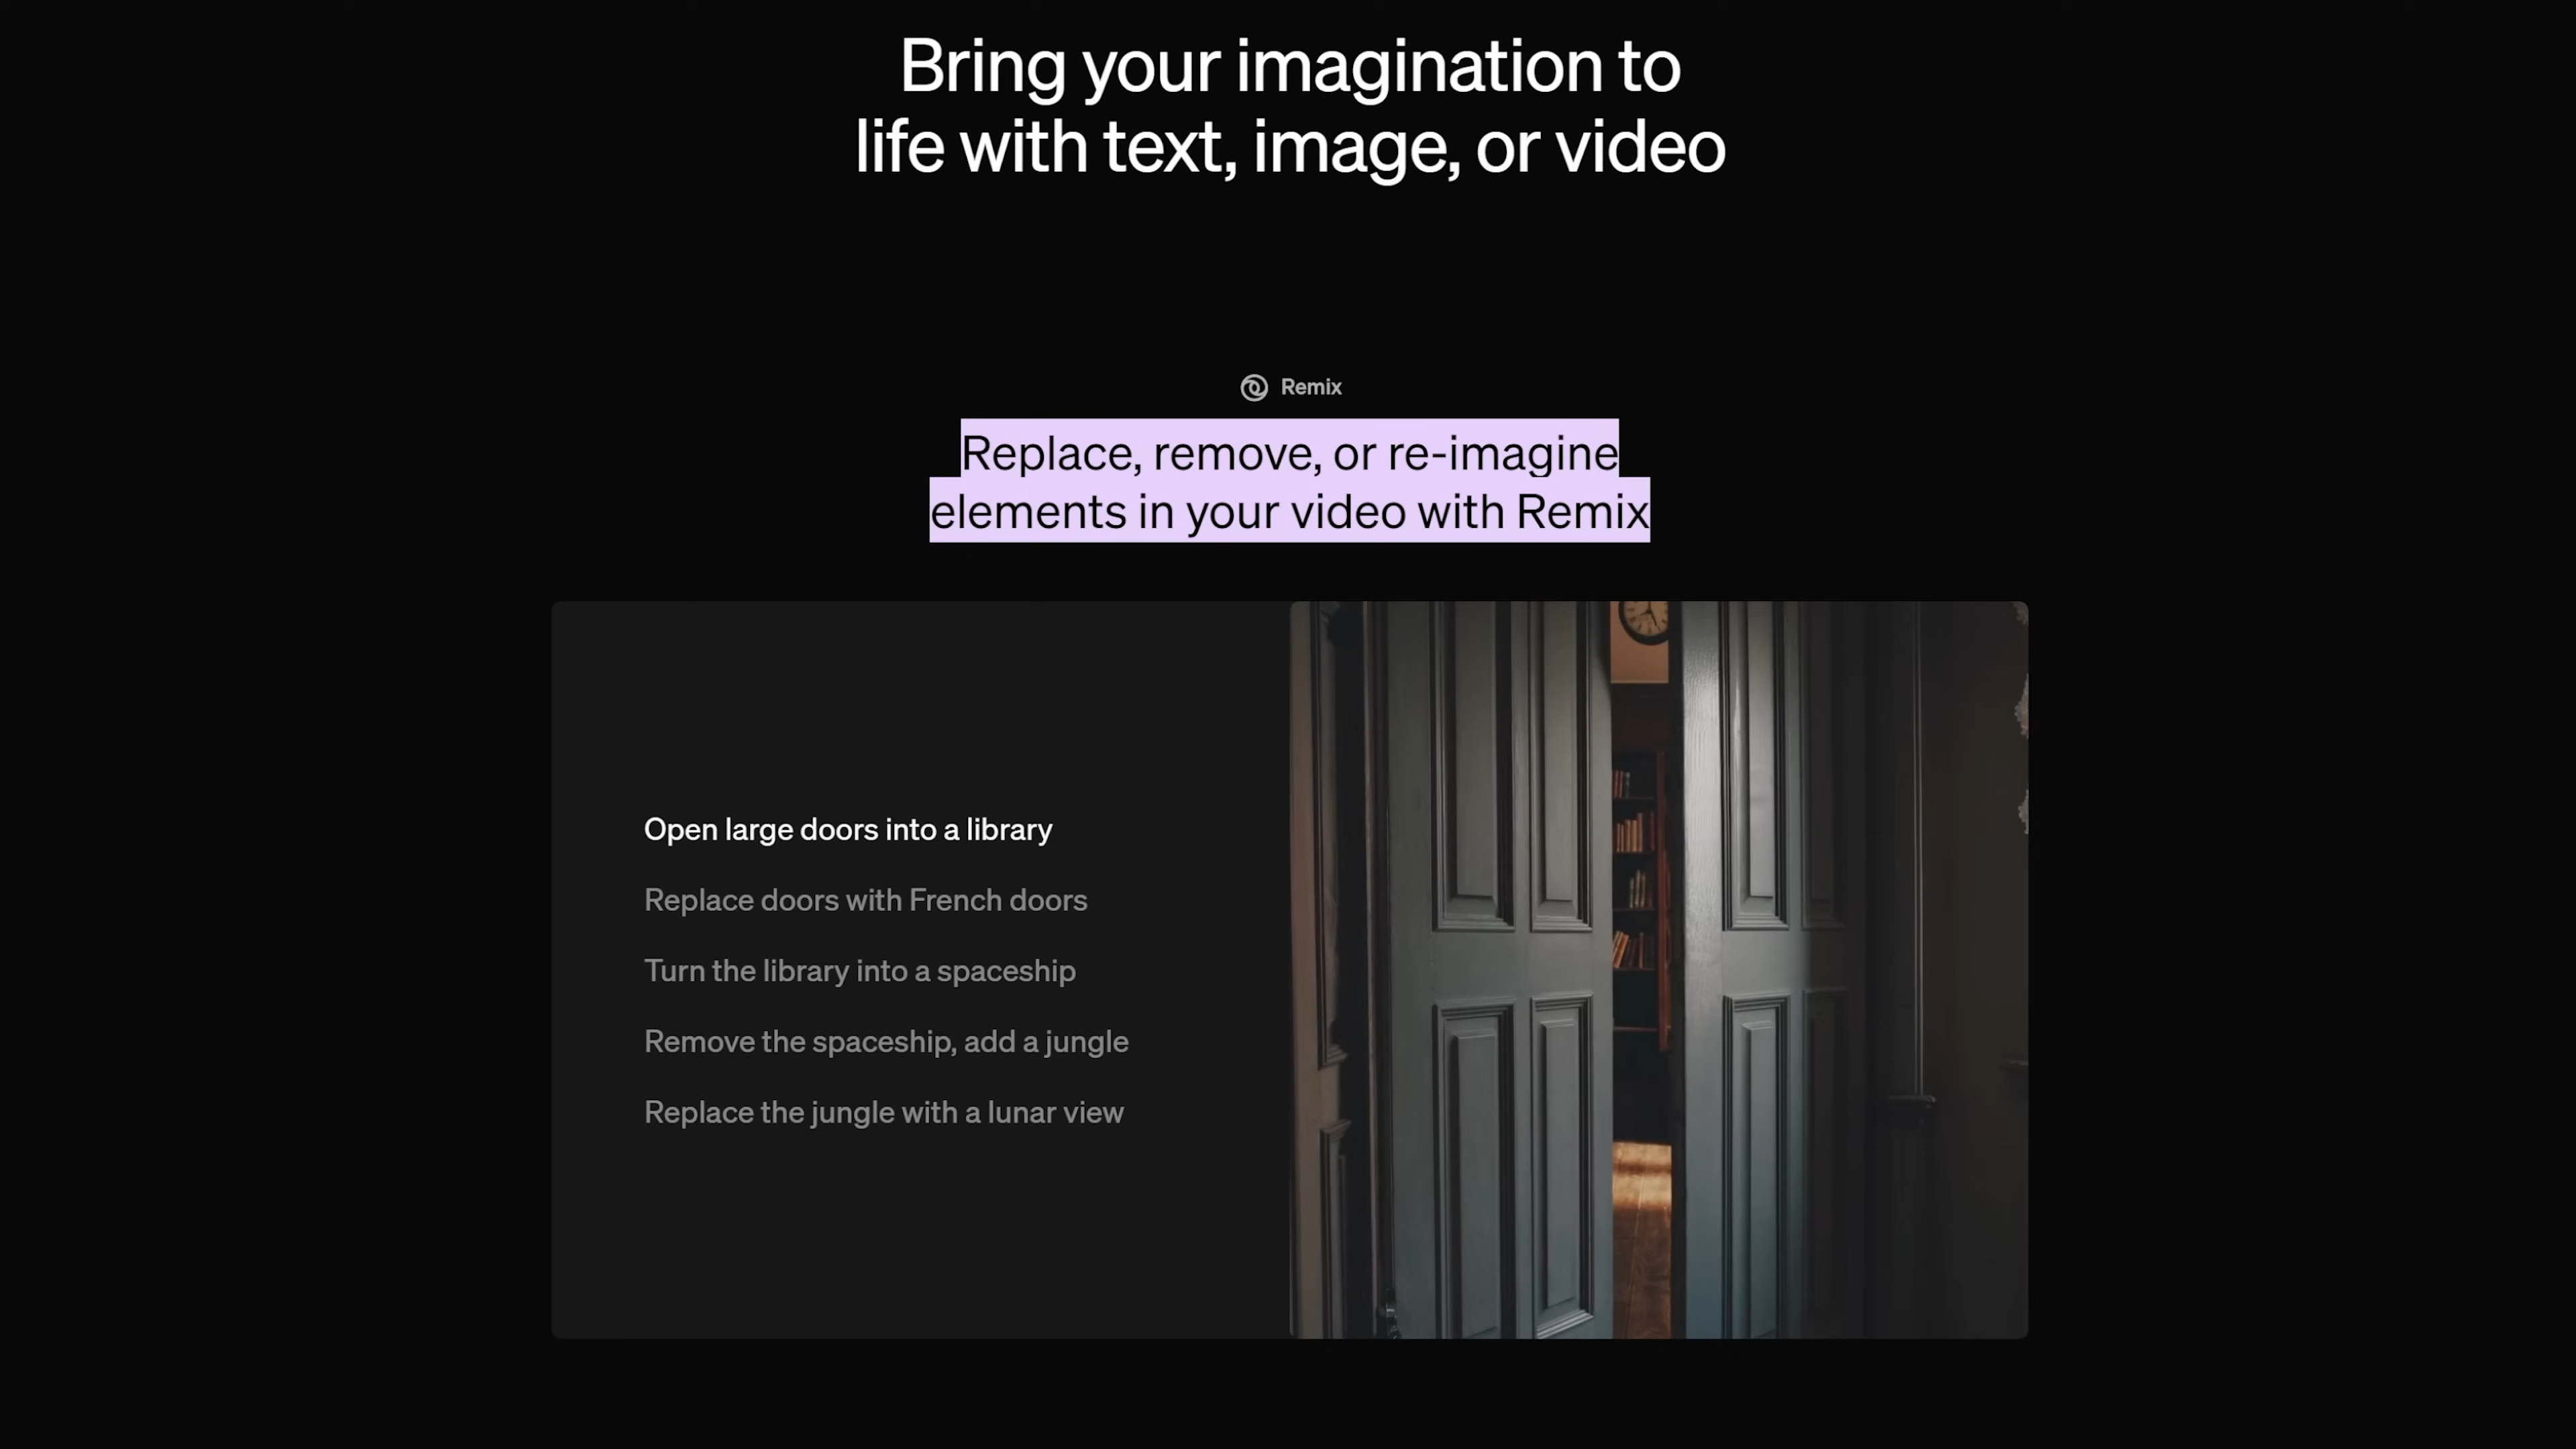 Bring your imagination to
life with text, image, or video
Remix
Replace, remove, or re-imagine
elements in your video with Remix
Open large doors into a library
Replace doors with French doors
Turn the library into a spaceship
Remove the spaceship, add a jungle
Replace the jungle with a lunar view